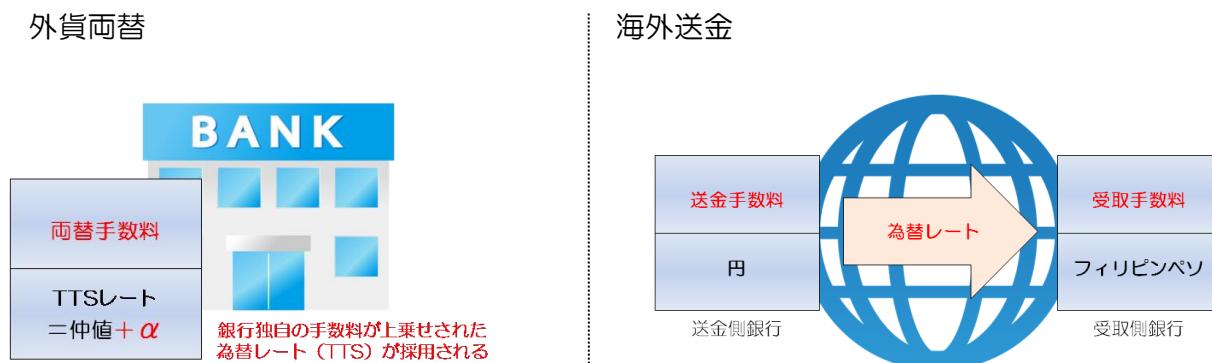 外貨両替
BANK
両替手数料
TTSレート
＝仲値＋α
銀行独自の手数料が上乗せされた
為替レート（TTS）が採用される
海外送金
送金手数料
円
送金側銀行
為替レート
受取手数料
フィリピンペソ
受取側銀行